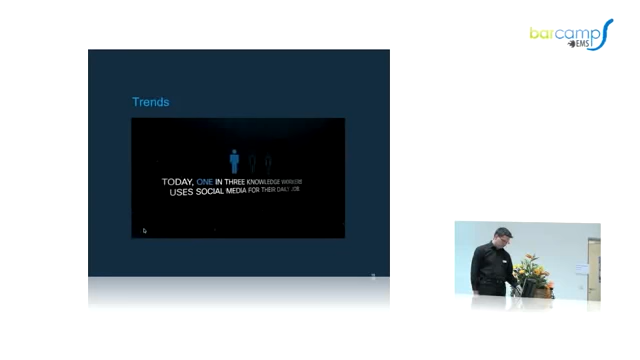 barcamp
EMS
Trends
TODAY, ONE IN THREE KNOWLEDGE WORKERS
USES SOCIAL MEDIA FOR THEIR DAILY JOB